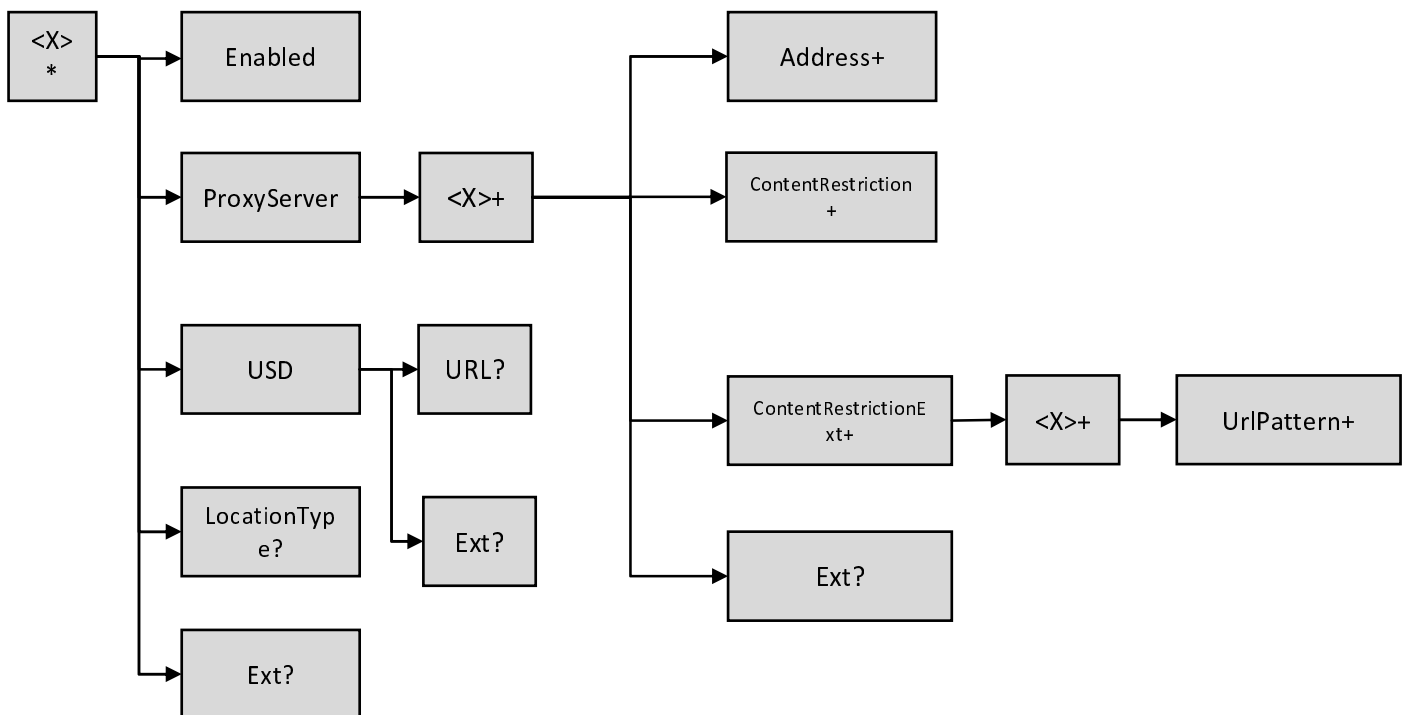 <X>
*
Enabled
Address+
ProxyServer
<X>+
ContentRestriction
+
USD
URL?
ContentRestrictionE
xt+
<X>+
UrlPattern+
LocationTyp
e?
Ext?
Ext?
Ext?